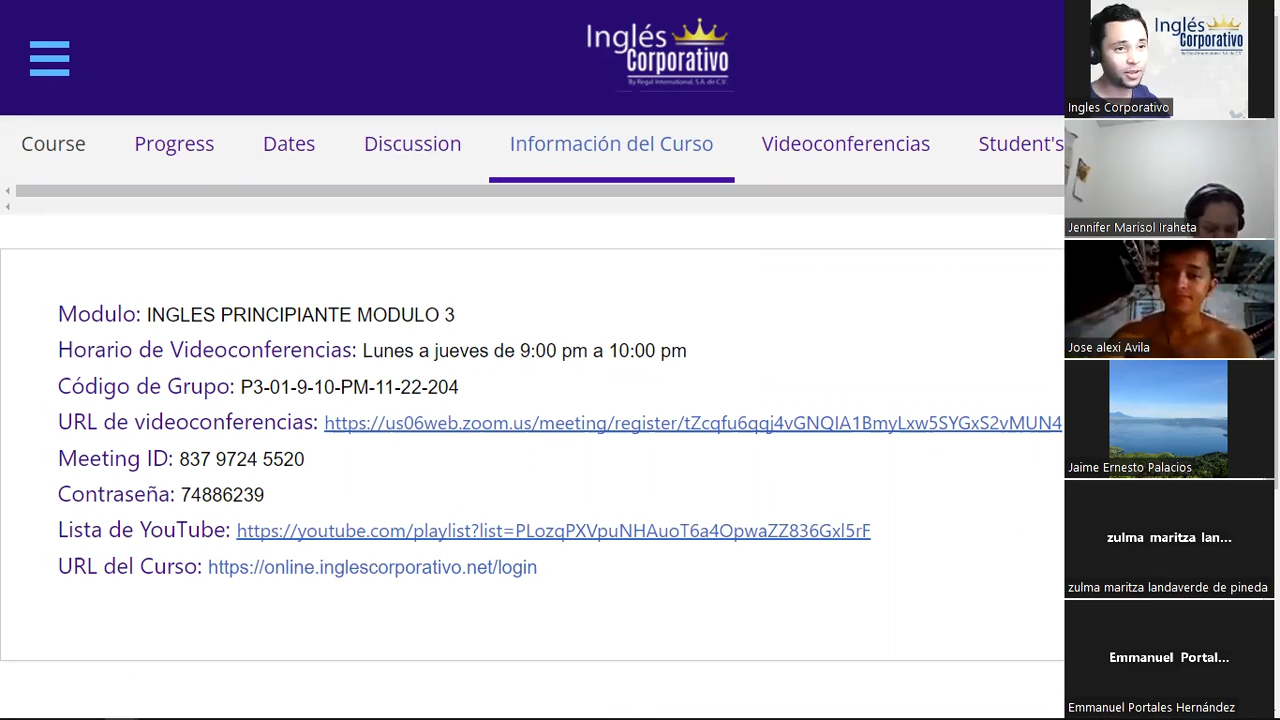 Inglés
Corporativo
By Regal International, S.A. de C.V.
Course
Progress
Dates
Discussion
Información del Curso
Videoconferencias
Student's
Modulo: INGLES PRINCIPIANTE MODULO 3
Horario de Videoconferencias: Lunes a jueves de 9:00 pm a 10:00 pm
Código de Grupo: P3-01-9-10-PM-11-22-204
URL de videoconferencias: https://us06web.zoom.us/meeting/register/tZcqfu6qqj4vGNQIA1BmyLxw5SYGxS2vMUN4
Meeting ID: 837 9724 5520
Contraseña: 74886239
Lista de YouTube: https://youtube.com/playlist?list=PLozqPXVpuNHAuoT6a4OpwaZZ836Gxl5rF
URL del Curso: https://online.inglescorporativo.net/login
Inglés
Corporativo
Ingles Corporativo
Jennifer Marisol Iraheta
Jose alexi Avila
Jaime Ernesto Palacios
zulma maritza lan...
zulma maritza landaverde de pineda
Emmanuel Portal...
Emmanuel Portales Hernández